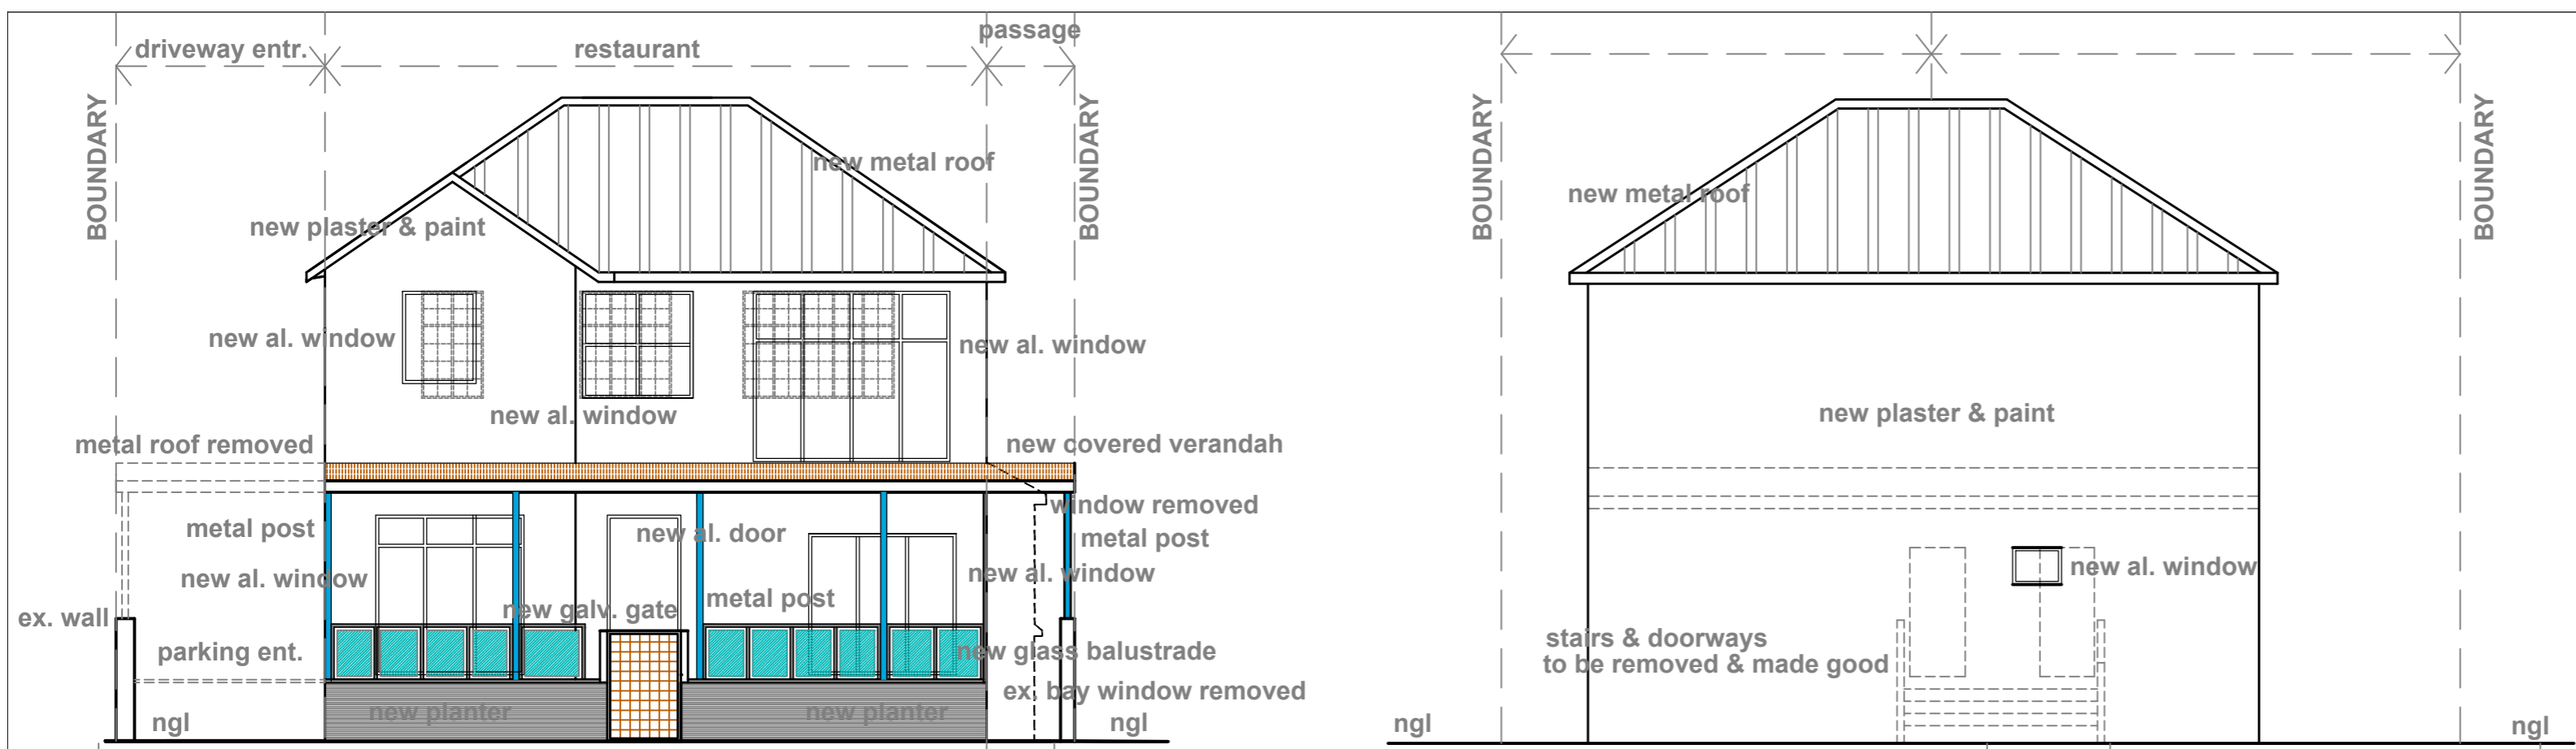 passage
driveway entr.
restaurant
BOUNDARY
BOUNDARY
new metal roof
new plaster & paint
new al. window
new al. window
new al. window
metal roof removed
new covered verandah
window removed
metal post
new al. door
metal post
new al. window
new al. window
new galv. gate
metal post
ex. wall
parking ent.
new glass balustrade
ex. bay window removed
new planter
new planter
ngl
ngl
BOUNDARY
BOUNDARY
new metal roof
new plaster & paint
new al. window
stairs & doorways
to be removed & made good
ngl
ngl